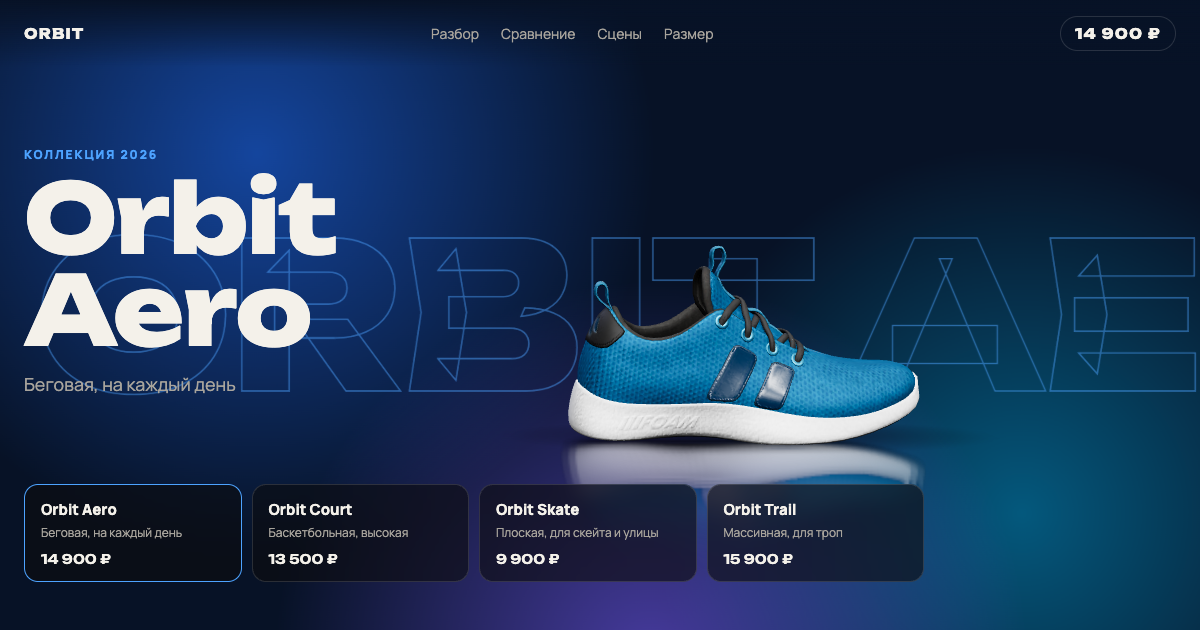 ORBIT
Разбор Сравнение Сцены Размер
14 900 ₽
КОЛЛЕКЦИЯ 2026
Orbit
Aero
ORBIT AE
Беговая, на каждый день
Orbit Aero
Беговая, на каждый день
14 900 ₽
Orbit Court
Баскетбольная, высокая
13 500 ₽
Orbit Skate
Плоская, для скейта и улицы
9 900 ₽
Orbit Trail
Массивная, для троп
15 900 ₽